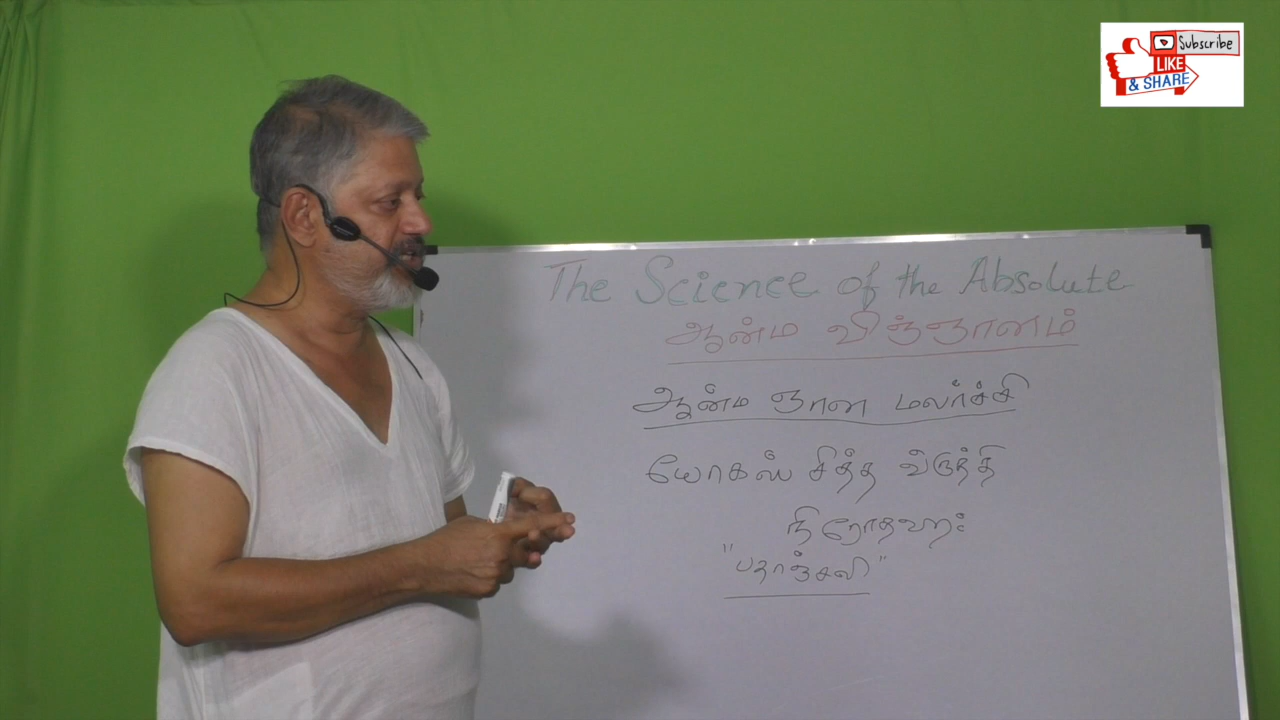 Subscribe
LIKE
& SHARE
The Science of the Absolute
ஆன்ம விஞ்ஞானம்
ஆன்ம ஞான மலர்ச்சி
யோகஸ் சித்த விருத்தி
நிரோதஹ:
"பதாஞ்சலி"